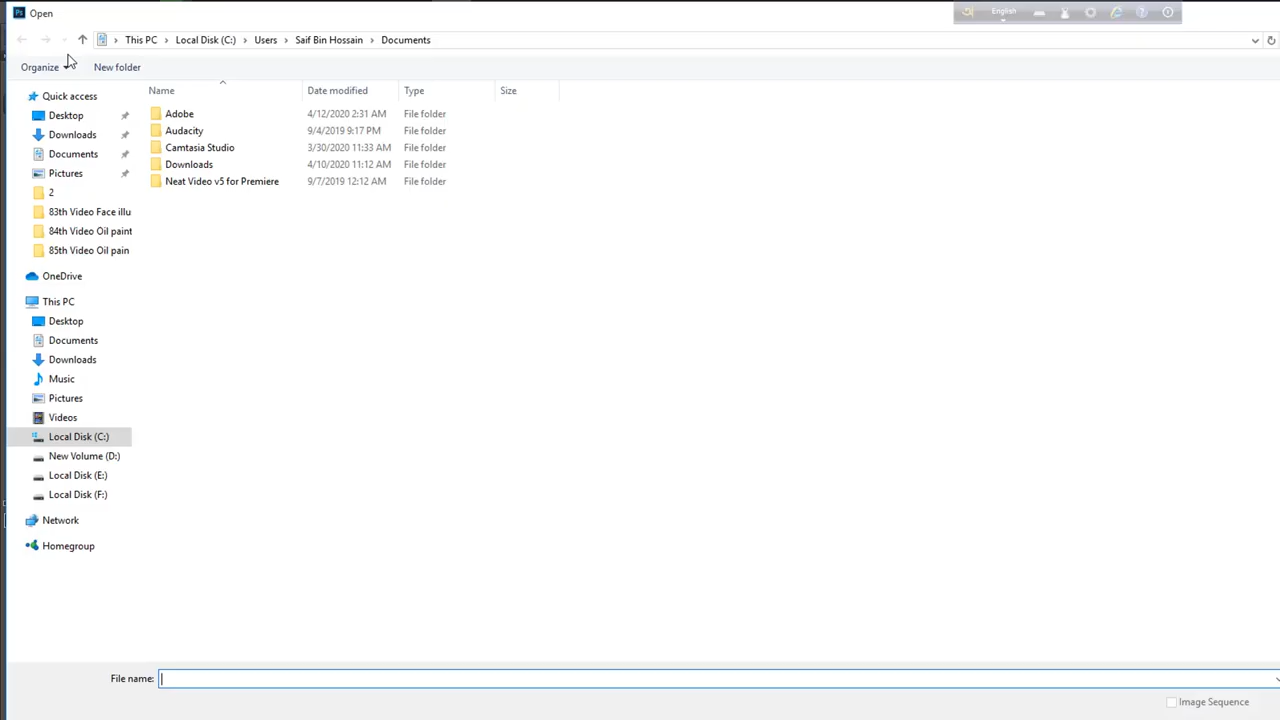 Ps Open
অ English
This PC > Local Disk (C:) > Users > Saif Bin Hossain > Documents
Organize New folder
Name Date modified Type Size
Adobe 4/12/2020 2:31 AM File folder
Audacity 9/4/2019 9:17 PM File folder
Camtasia Studio 3/30/2020 11:33 AM File folder
Downloads 4/10/2020 11:12 AM File folder
Neat Video v5 for Premiere 9/7/2019 12:12 AM File folder
Quick access
Desktop
Downloads
Documents
Pictures
2
83th Video Face illu
84th Video Oil paint
85th Video Oil pain
OneDrive
This PC
Desktop
Documents
Downloads
Music
Pictures
Videos
Local Disk (C:)
New Volume (D:)
Local Disk (E:)
Local Disk (F:)
Network
Homegroup
File name:
Image Sequence